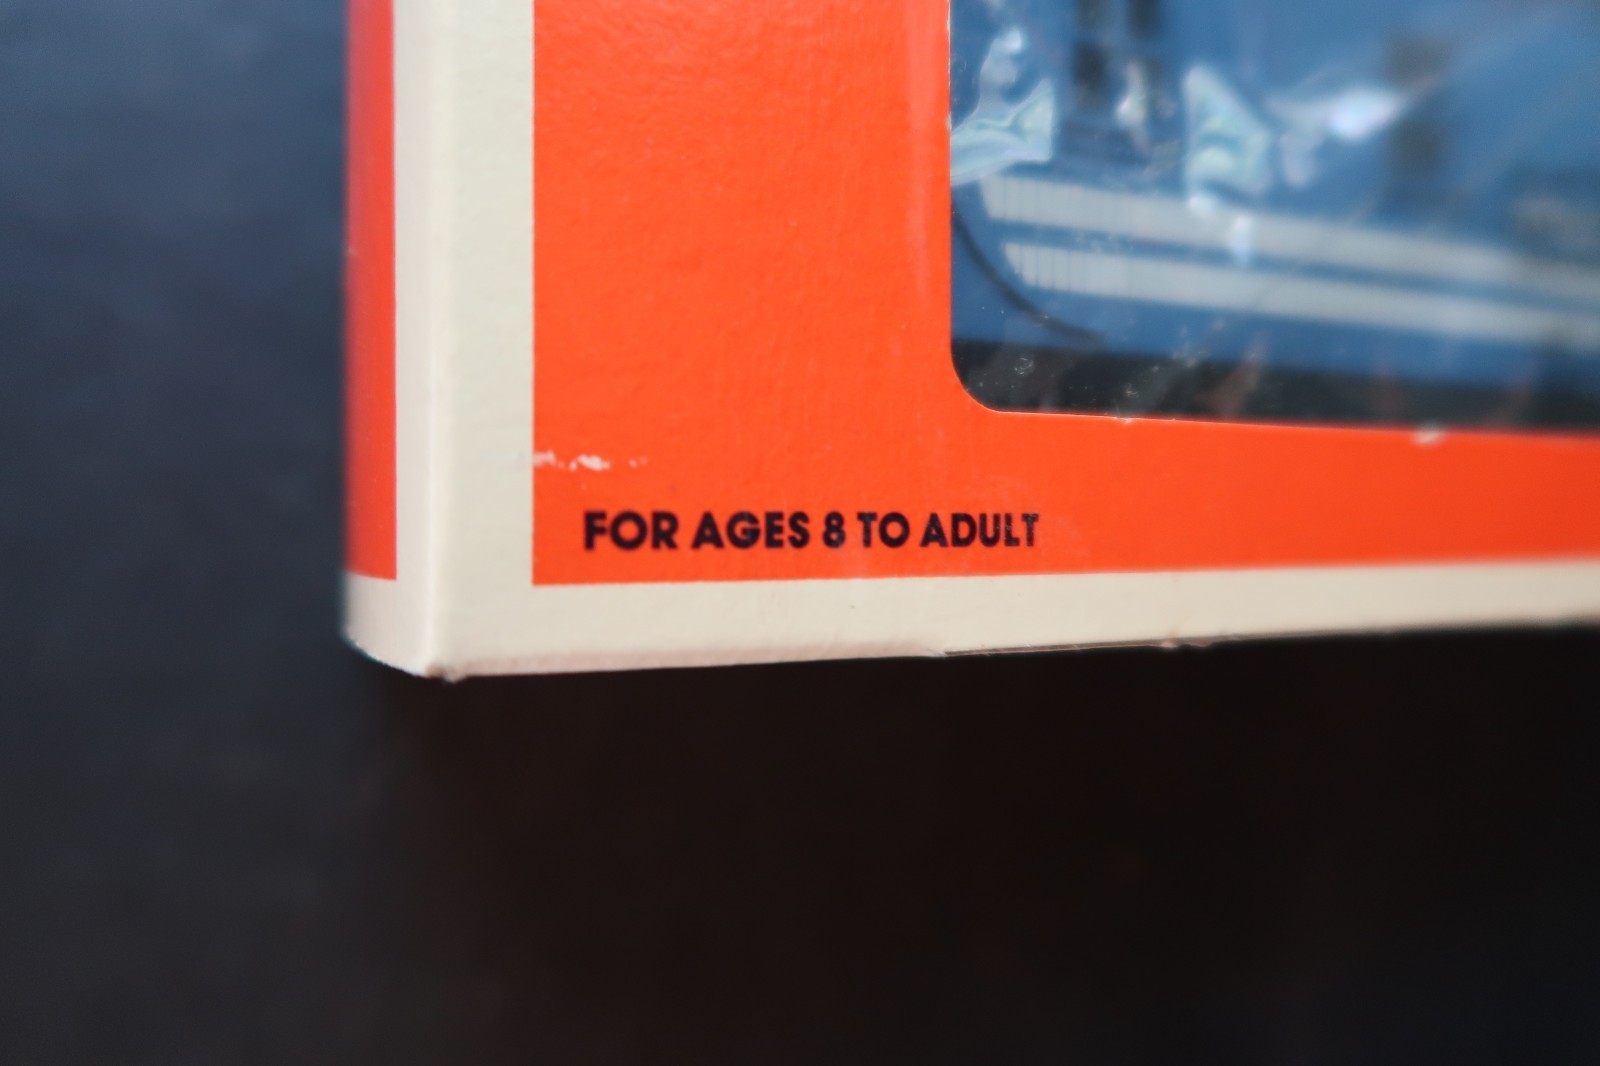 FOR AGES 8 TO ADULT